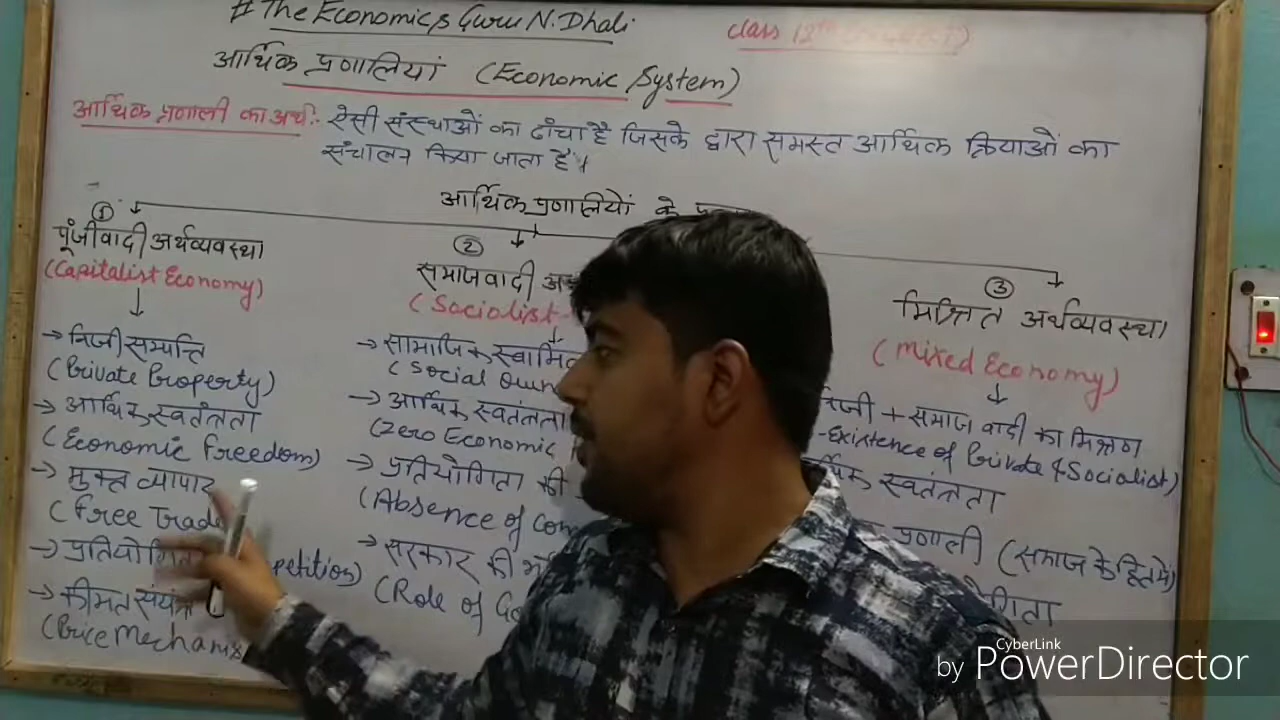 #The Economics Guru N. Dhali
class 12th
आर्थिक प्रणालियां (Economic System)
आर्थिक प्रणाली का अर्थ:- ऐसी संस्थाओं का ढांचा है जिसके द्वारा समस्त आर्थिक क्रियाओं का
संचालन किया जाता है।
आर्थिक प्रणालियों के
①
पूंजीवादी अर्थव्यवस्था
(Capitalist Economy)
→ निजी सम्पत्ति
(Private Property)
→ आर्थिक स्वतंत्रता
(Economic Freedom)
→ मुक्त व्यापार
(Free Trade
→ प्रतियोगिता petition)
→ कीमत संयंत्र
(Price Mechanis
②
समाजवादी
(Socialist
→ सामाजिक स्वामि
(Social Own
→ आर्थिक स्वतंत्रता
(Zero Economic
→ प्रतियोगिता की
(Absence of Com
→ सरकार की
(Role of Go
③
मिश्रित अर्थव्यवस्था
(Mixed Economy)
निजी + समाजवादी का मिश्रण
-Existence of Private & Socialist)
स्वतंत्रता
प्रणाली (समाज के हित में)
CyberLink
by PowerDirector